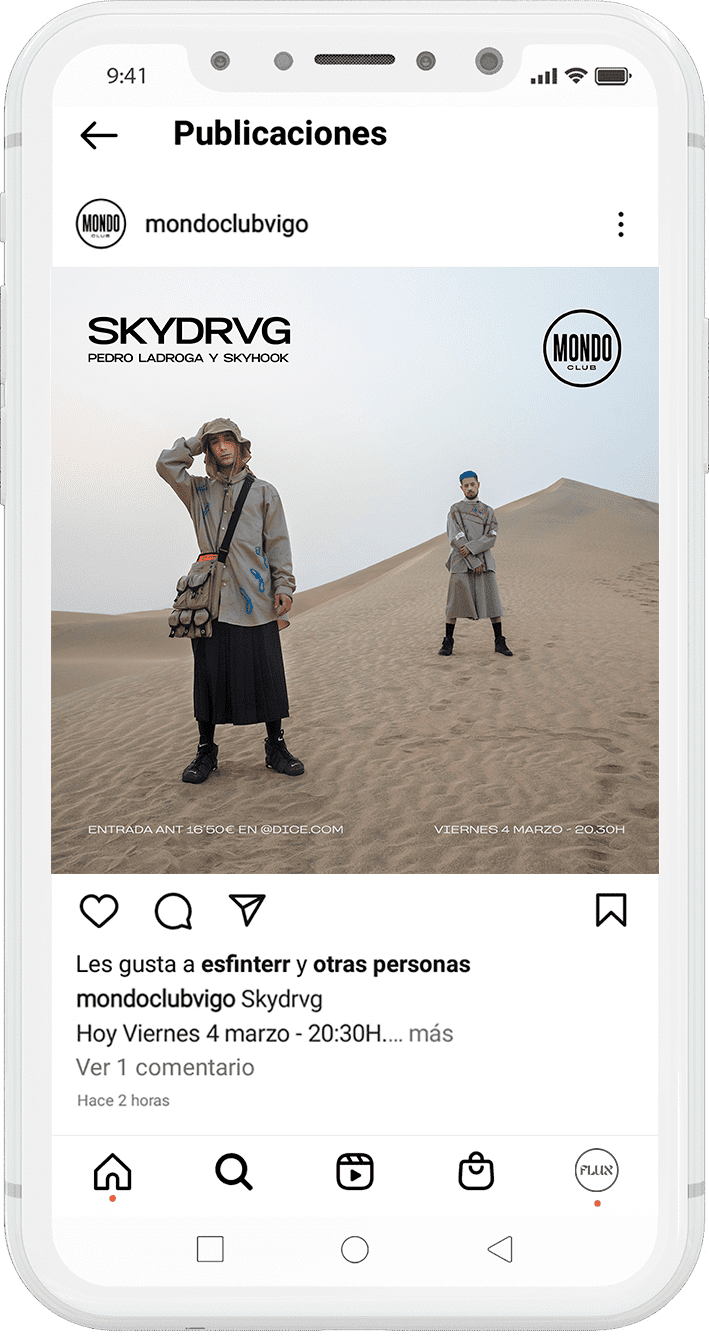 9:41
Publicaciones
MONDO
CLUB
mondoclubvigo
SKYDRVG
PEDRO LADROGA Y SKYHOOK
MONDO
CLUB
ENTRADA ANT 16'50€ EN @DICE.COM
VIERNES 4 MARZO - 20.30H
Les gusta a esfinterr y otras personas
mondoclubvigo Skydrvg
Hoy Viernes 4 marzo - 20:30H.... más
Ver 1 comentario
Hace 2 horas
FLUX